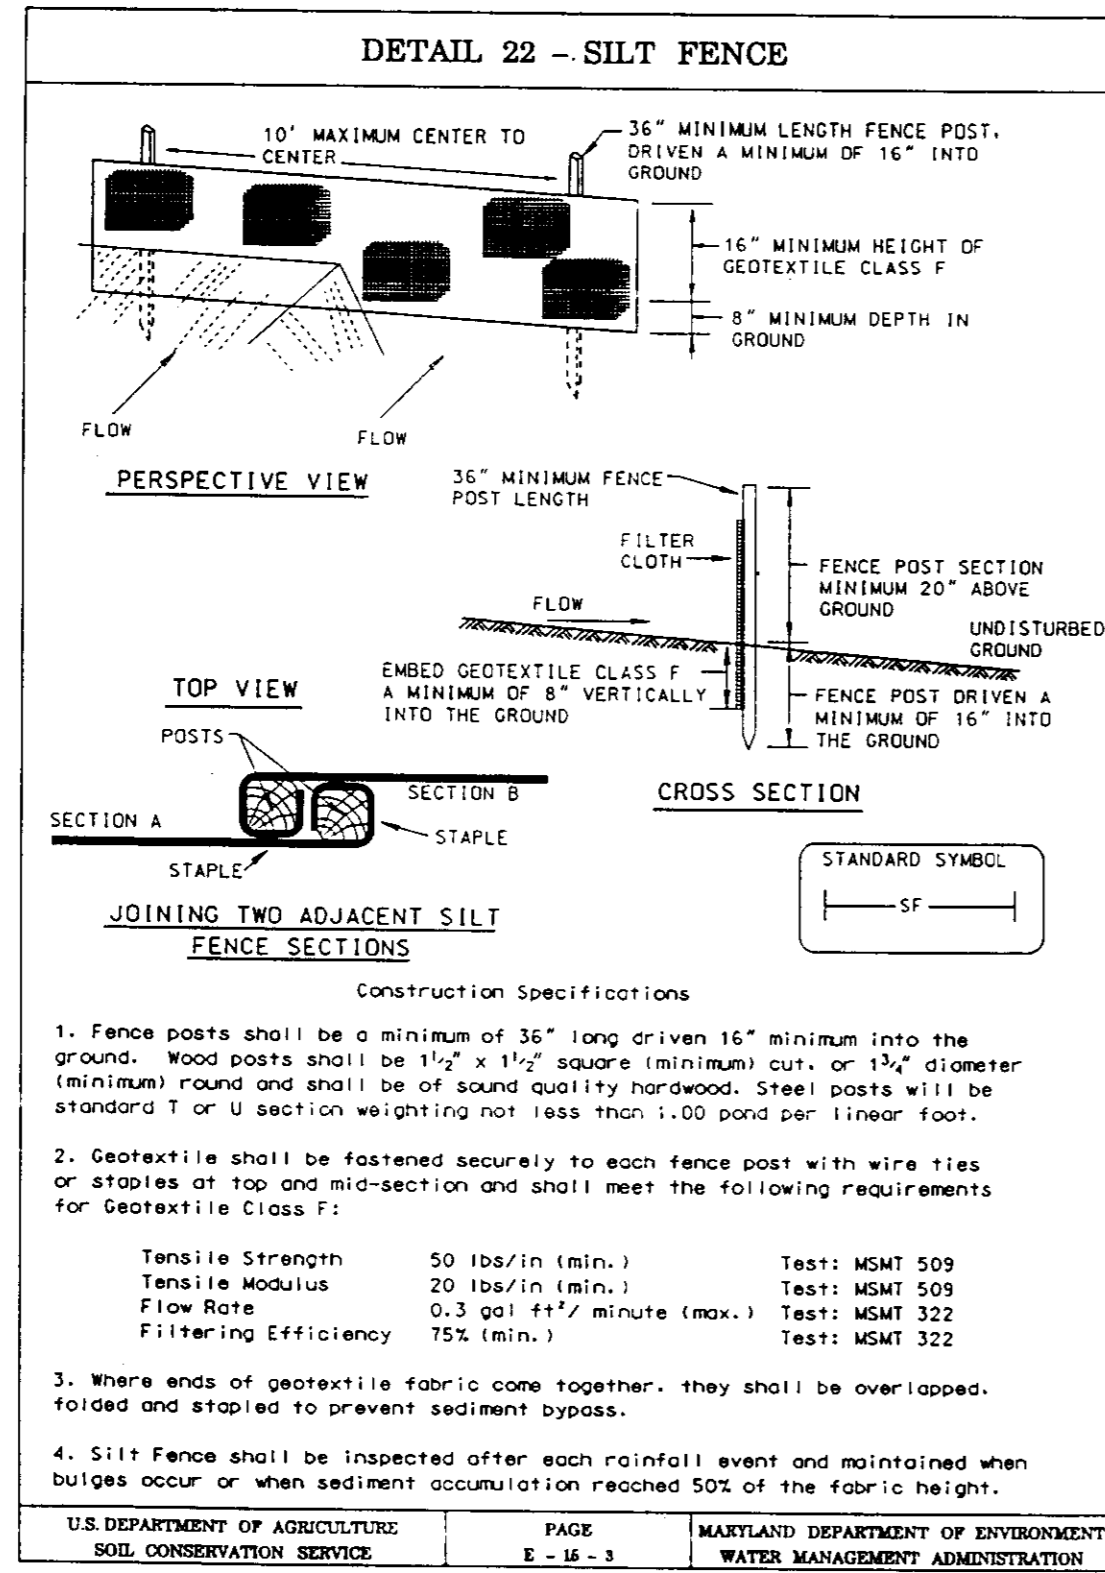 DETAIL 22 - SILT FENCE
10' MAXIMUM CENTER TO
CENTER
36" MINIMUM LENGTH FENCE POST,
DRIVEN A MINIMUM OF 16" INTO
GROUND
16" MINIMUM HEIGHT OF
GEOTEXTILE CLASS F
8" MINIMUM DEPTH IN
GROUND
FLOW
FLOW
PERSPECTIVE VIEW
36" MINIMUM FENCE
POST LENGTH
FILTER
CLOTH
FENCE POST SECTION
MINIMUM 20" ABOVE
GROUND
FLOW
UNDISTURBED
GROUND
EMBED GEOTEXTILE CLASS F
A MINIMUM OF 8" VERTICALLY
INTO THE GROUND
FENCE POST DRIVEN A
MINIMUM OF 16" INTO
THE GROUND
CROSS SECTION
TOP VIEW
POSTS
SECTION B
SECTION A
STAPLE
STAPLE
JOINING TWO ADJACENT SILT
FENCE SECTIONS
STANDARD SYMBOL
SF
Construction Specifications
1. Fence posts shall be a minimum of 36" long driven 16" minimum into the
ground. Wood posts shall be 1 1/2" x 1 1/2" square (minimum) cut, or 1 3/4" diameter
(minimum) round and shall be of sound quality hardwood. Steel posts will be
standard T or U section weighting not less than 1.00 pond per linear foot.
2. Geotextile shall be fastened securely to each fence post with wire ties
or staples at top and mid-section and shall meet the following requirements
for Geotextile Class F:
Tensile Strength 50 lbs/in (min.) Test: MSMT 509
Tensile Modulus 20 lbs/in (min.) Test: MSMT 509
Flow Rate 0.3 gal ft²/ minute (max.) Test: MSMT 322
Filtering Efficiency 75% (min.) Test: MSMT 322
3. Where ends of geotextile fabric come together, they shall be overlapped,
folded and stapled to prevent sediment bypass.
4. Silt Fence shall be inspected after each rainfall event and maintained when
bulges occur or when sediment accumulation reached 50% of the fabric height.
U.S. DEPARTMENT OF AGRICULTURE
SOIL CONSERVATION SERVICE
PAGE
E - 15 - 3
MARYLAND DEPARTMENT OF ENVIRONMENT
WATER MANAGEMENT ADMINISTRATION